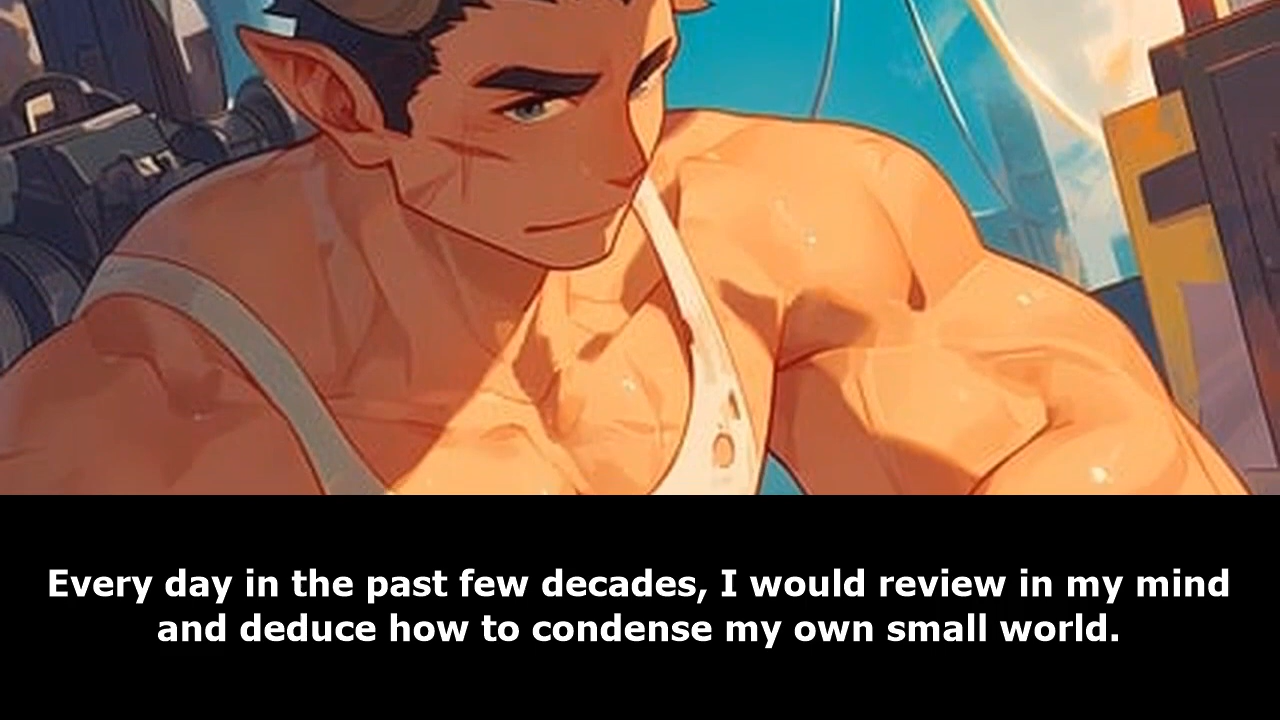 Every day in the past few decades, I would review in my mind
and deduce how to condense my own small world.